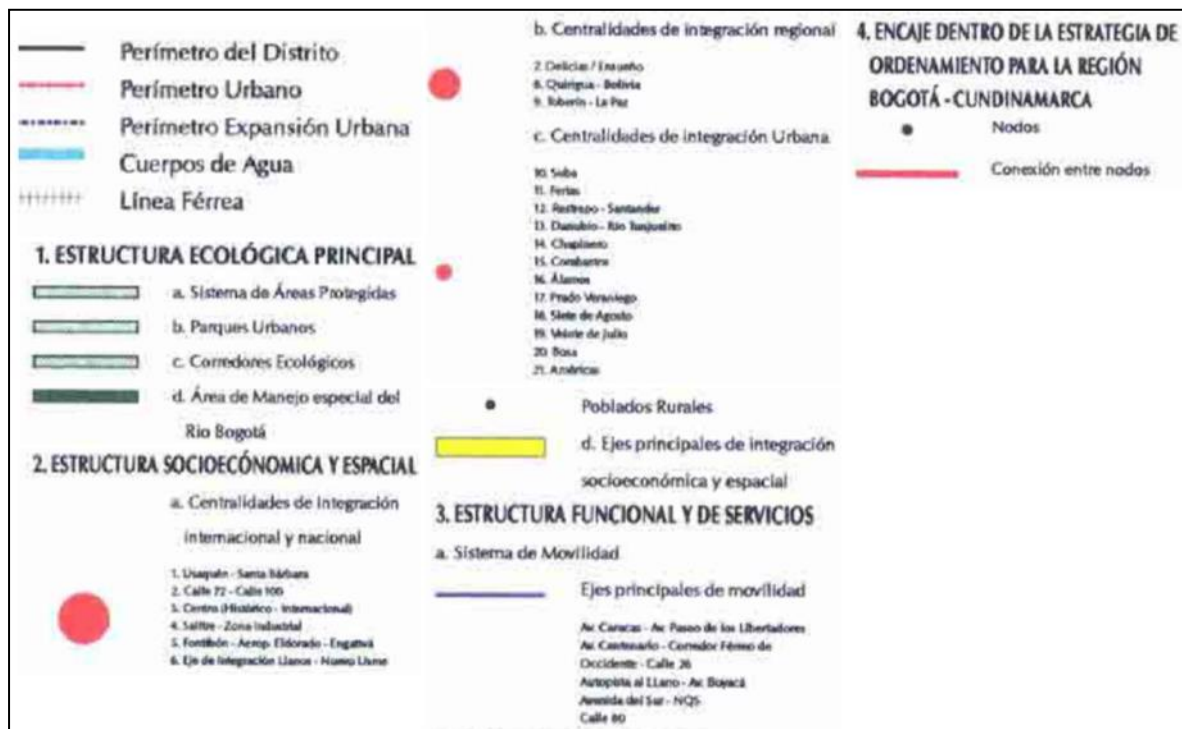 Perímetro del Distrito
Perímetro Urbano
Perímetro Expansión Urbana
Cuerpos de Agua
Línea Férrea
1. ESTRUCTURA ECOLÓGICA PRINCIPAL
a. Sistema de Áreas Protegidas
b. Parques Urbanos
c. Corredores Ecológicos
d. Área de Manejo especial del
Rio Bogotá
2. ESTRUCTURA SOCIOECÓNOMICA Y ESPACIAL
a. Centralidades de Integración
internacional y nacional
1. Usaquén - Santa Bárbara
2. Calle 72 - Calle 100
3. Centro (Histórico - Internacional)
4. Salitre - Zona Industrial
5. Fontibón - Aerop. Eldorado - Engativá
6. Eje de Integración Llanos - Nuevo Usme
b. Centralidades de integración regional
7. Delicias / Ensueño
8. Quirigua - Bolivia
9. Toberín - La Paz
c. Centralidades de integración Urbana
10. Suba
11. Ferias
12. Restrepo - Santander
13. Danubio - Río Tunjuelito
14. Chapinero
15. Corabastos
16. Álamos
17. Prado Veraniego
18. Siete de Agosto
19. Veinte de Julio
20. Bosa
21. Américas
Poblados Rurales
d. Ejes principales de integración
socioeconómica y espacial
3. ESTRUCTURA FUNCIONAL Y DE SERVICIOS
a. Sistema de Movilidad
Ejes principales de movilidad
Av. Caracas - Av. Paseo de los Libertadores
Av. Centenario - Corredor Férreo de
Occidente - Calle 26
Autopista al LLano - Av. Boyacá
Avenida del Sur - NQS
Calle 80
4. ENCAJE DENTRO DE LA ESTRATEGIA DE
ORDENAMIENTO PARA LA REGIÓN
BOGOTÁ - CUNDINAMARCA
Nodos
Conexión entre nodos